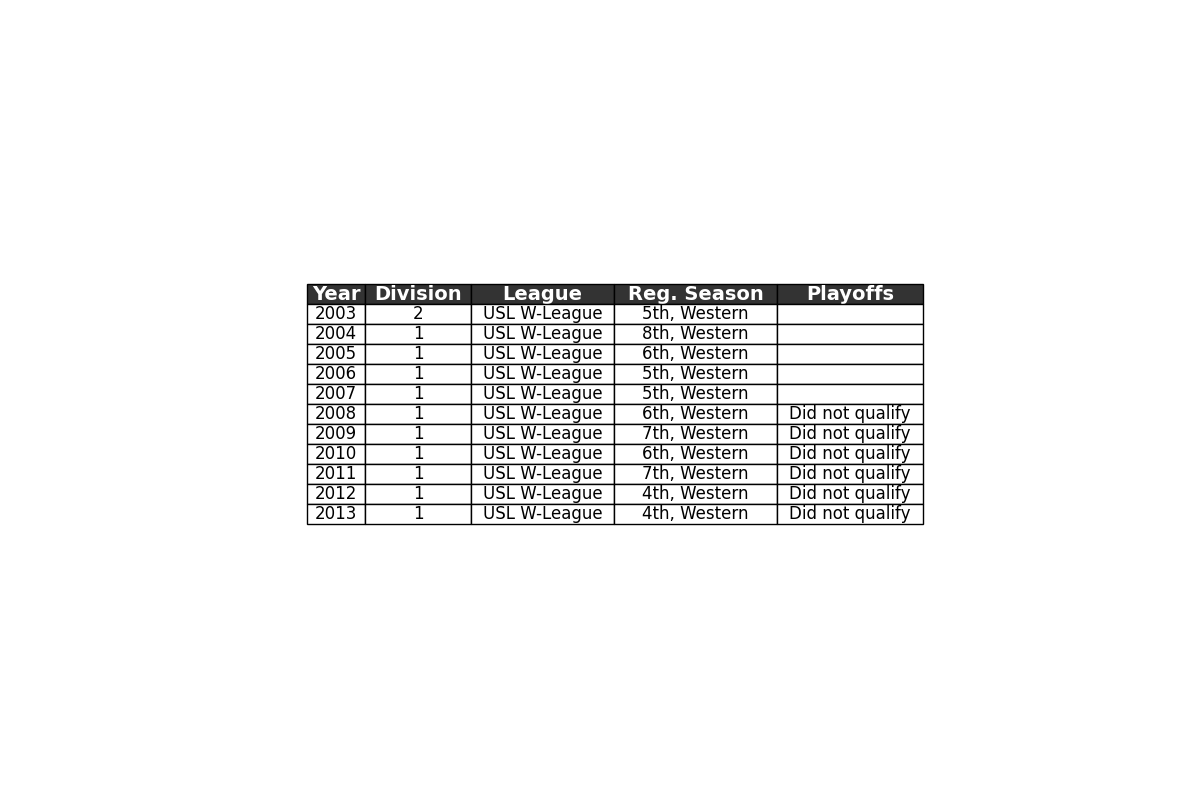 Year Division League Reg. Season Playoffs
2003 2 USL W-League 5th, Western
2004 1 USL W-League 8th, Western
2005 1 USL W-League 6th, Western
2006 1 USL W-League 5th, Western
2007 1 USL W-League 5th, Western
2008 1 USL W-League 6th, Western Did not qualify
2009 1 USL W-League 7th, Western Did not qualify
2010 1 USL W-League 6th, Western Did not qualify
2011 1 USL W-League 7th, Western Did not qualify
2012 1 USL W-League 4th, Western Did not qualify
2013 1 USL W-League 4th, Western Did not qualify